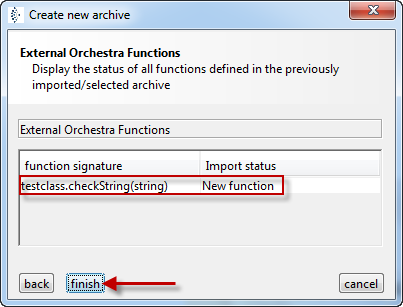 Create new archive
External Orchestra Functions
Display the status of all functions defined in the previously
imported/selected archive
External Orchestra Functions
function signature Import status
testclass.checkString(string) New function
back finish cancel